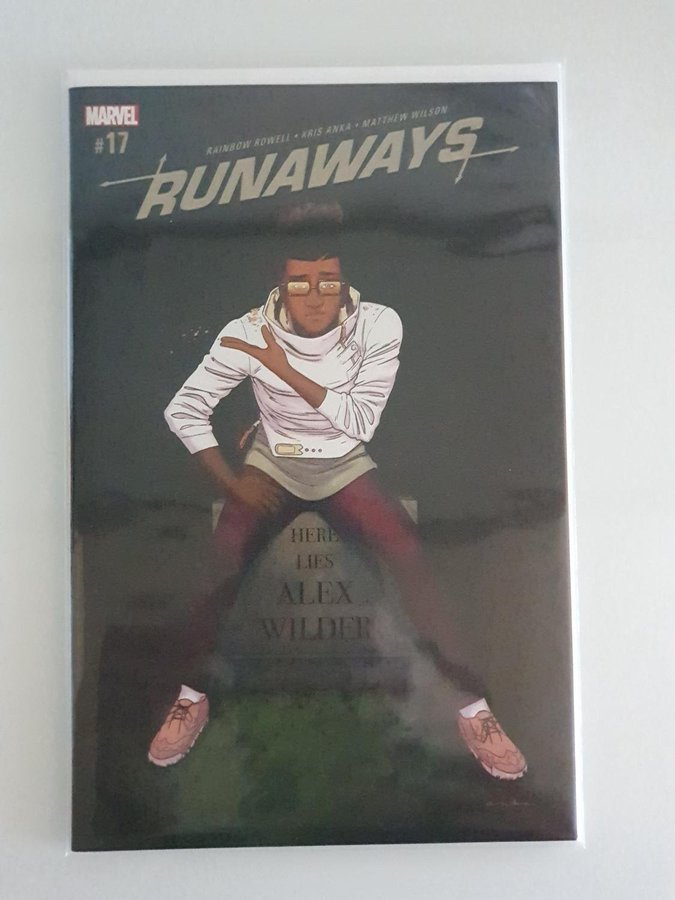 MARVEL
#17
RAINBOW ROWELL • KRIS ANKA • MATTHEW WILSON
RUNAWAYS
HERE
LIES
ALEX
WILDER